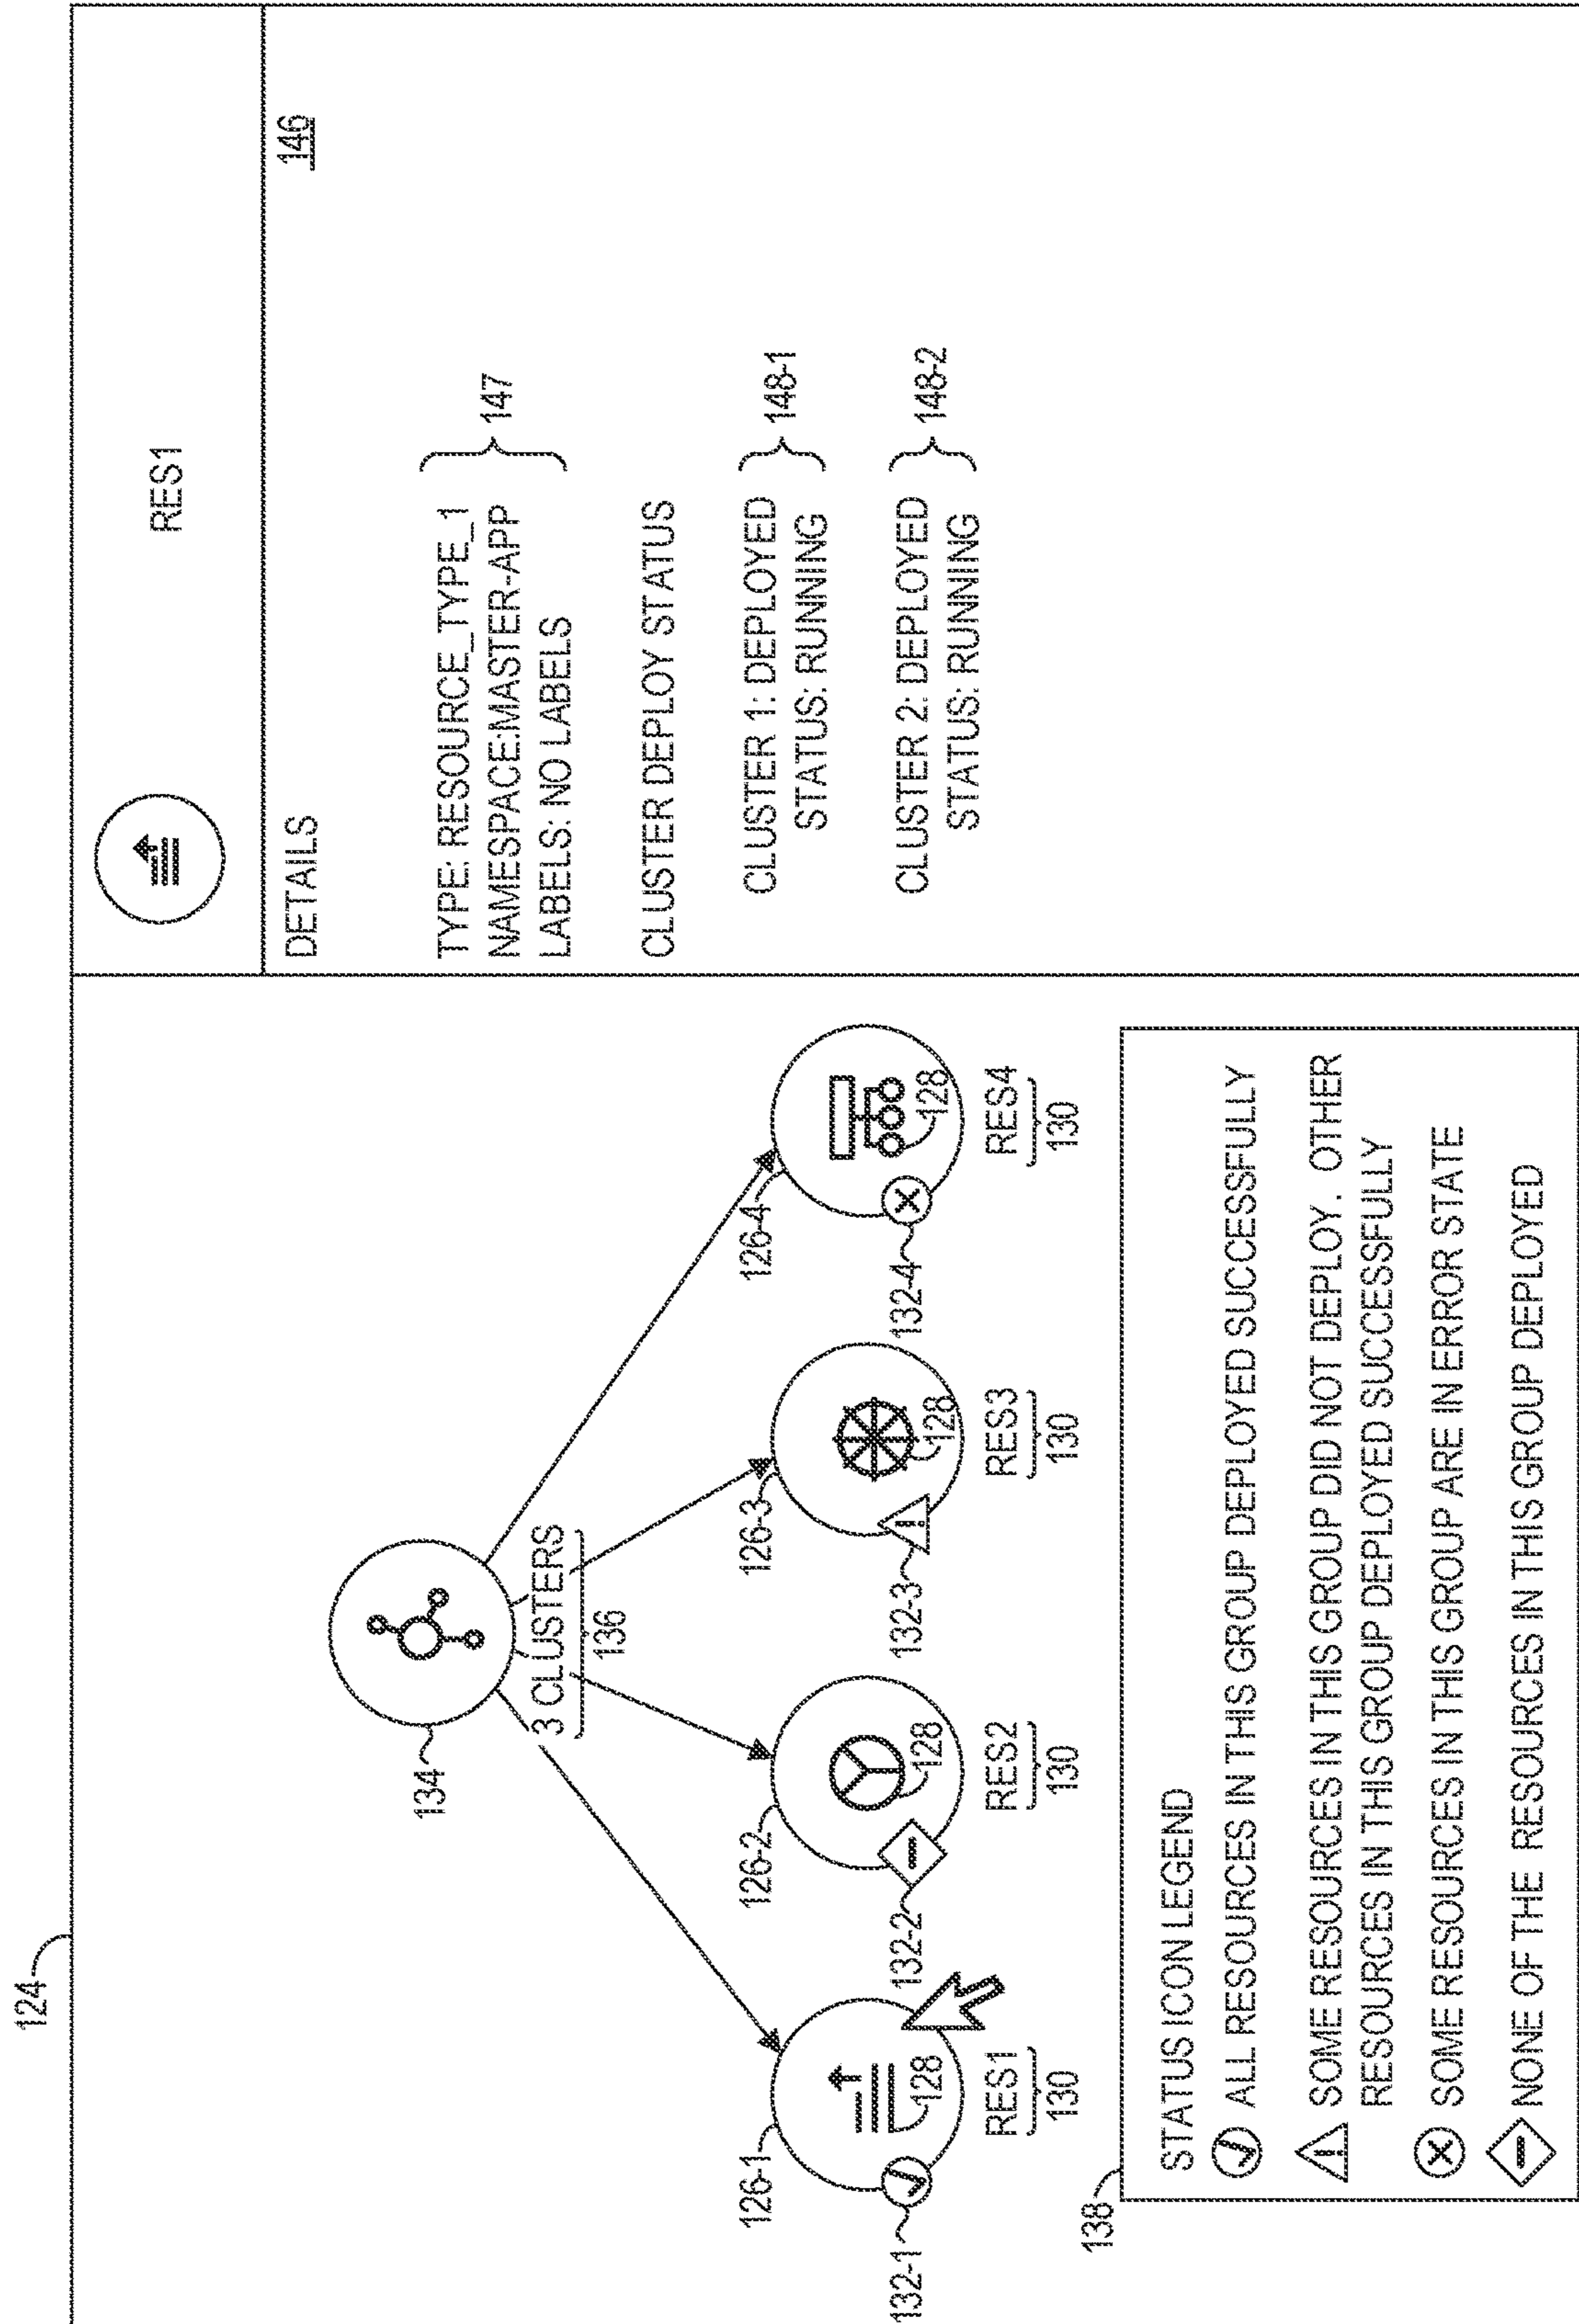 124
134
3 CLUSTERS
136
126-1
126-2
126-3
126-4
128
128
128
128
132-1
132-2
132-3
132-4
RES1
RES2
RES3
RES4
130
130
130
130
138
STATUS ICON LEGEND
ALL RESOURCES IN THIS GROUP DEPLOYED SUCCESSFULLY
SOME RESOURCES IN THIS GROUP DID NOT DEPLOY. OTHER
RESOURCES IN THIS GROUP DEPLOYED SUCCESSFULLY
SOME RESOURCES IN THIS GROUP ARE IN ERROR STATE
NONE OF THE RESOURCES IN THIS GROUP DEPLOYED
RES1
DETAILS
146
TYPE: RESOURCE_TYPE_1
NAMESPACE:MASTER-APP
LABELS: NO LABELS
147
CLUSTER DEPLOY STATUS
CLUSTER 1: DEPLOYED
STATUS: RUNNING
148-1
CLUSTER 2: DEPLOYED
STATUS: RUNNING
148-2